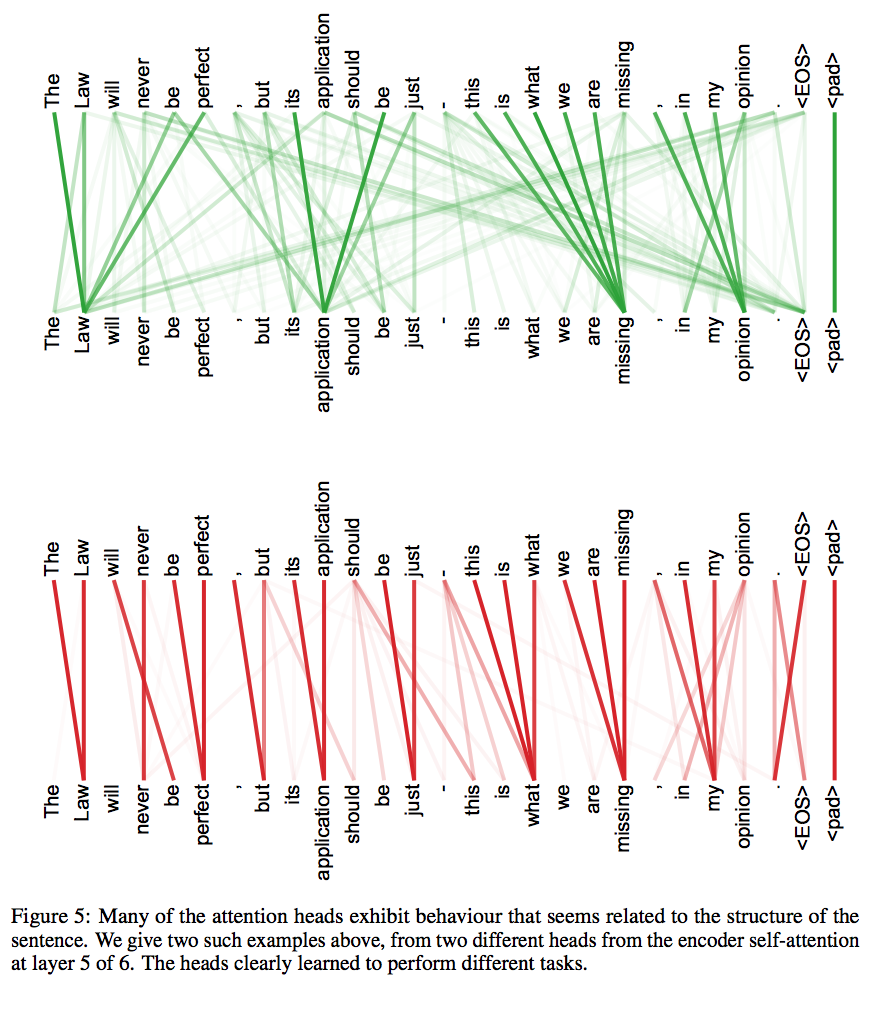 The Law will never be perfect , but its application should be just - this is what we are missing , in my opinion . <EOS> <pad>
The Law will never be perfect , but its application should be just - this is what we are missing , in my opinion . <EOS> <pad>
The Law will never be perfect , but its application should be just - this is what we are missing , in my opinion . <EOS> <pad>
The Law will never be perfect , but its application should be just - this is what we are missing , in my opinion . <EOS> <pad>
Figure 5: Many of the attention heads exhibit behaviour that seems related to the structure of the
sentence. We give two such examples above, from two different heads from the encoder self-attention
at layer 5 of 6. The heads clearly learned to perform different tasks.